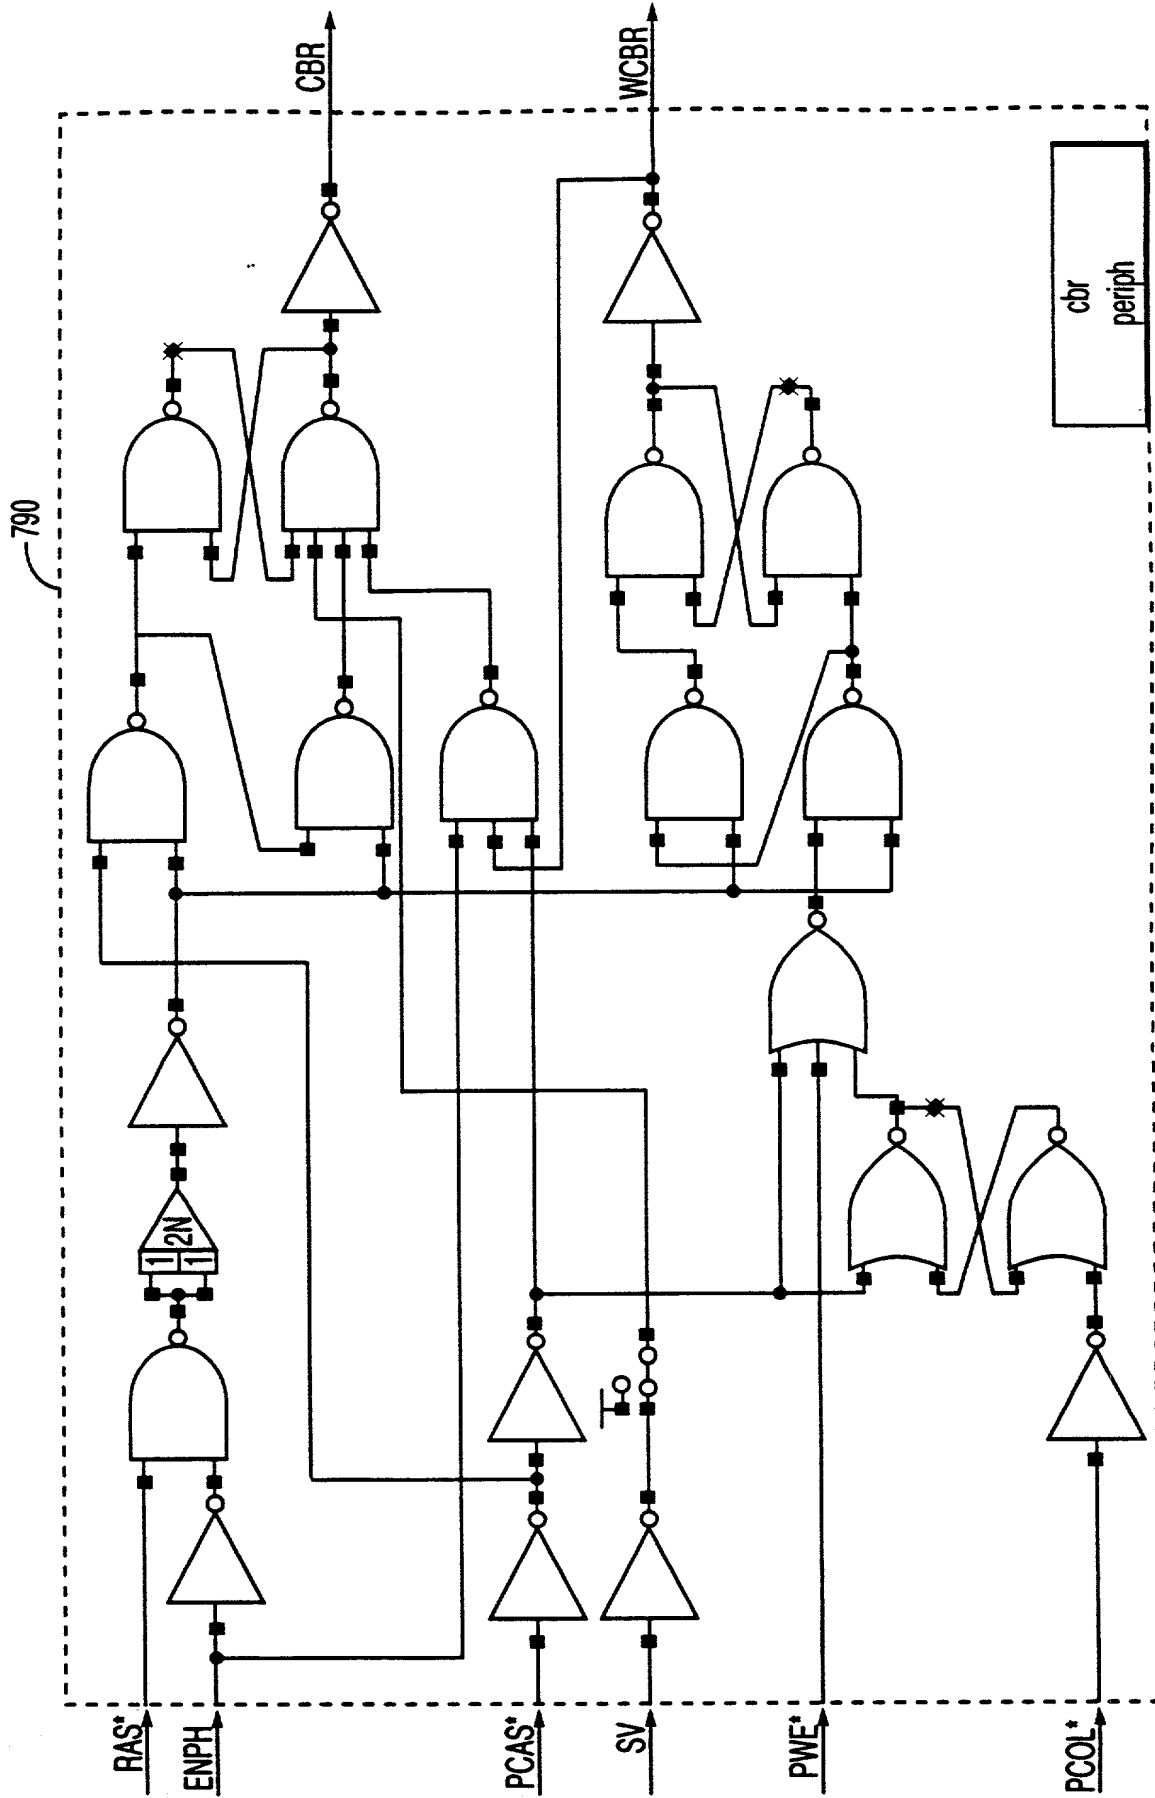 790
CBR
WCBR
1
1
2N
cbr
periph
RAS*
ENPH
PCAS*
SV
PWE*
PCOL*